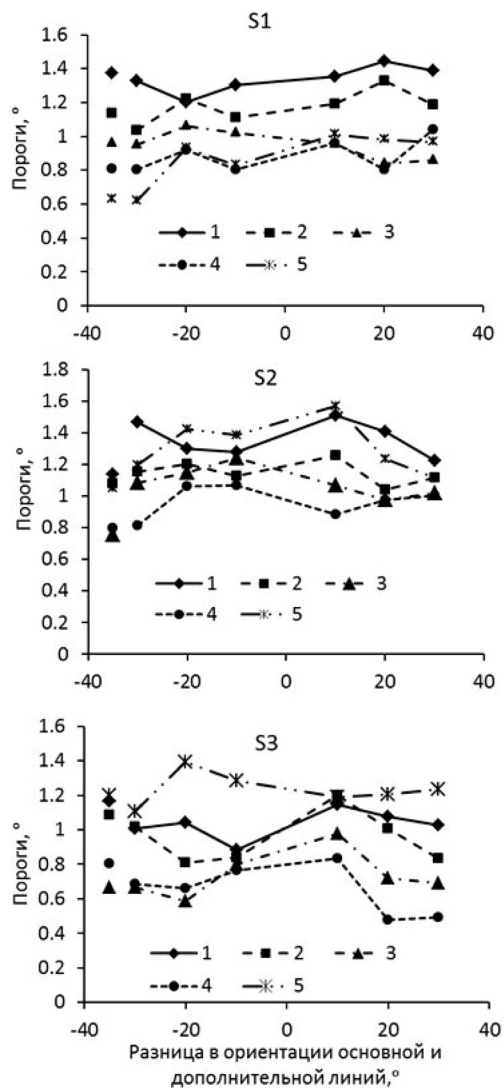 S1
Пороги, °
1.6
1.4
1.2
1
0.8
0.6
0.4
0.2
0
1 2 3
4 5
-40 -20 0 20 40
S2
Пороги, °
1.8
1.6
1.4
1.2
1
0.8
0.6
0.4
0.2
0
1 2 3
4 5
-40 -20 0 20 40
S3
Пороги, °
1.6
1.4
1.2
1
0.8
0.6
0.4
0.2
0
1 2 3
4 5
-40 -20 0 20 40
Разница в ориентации основной и
дополнительной линий,°